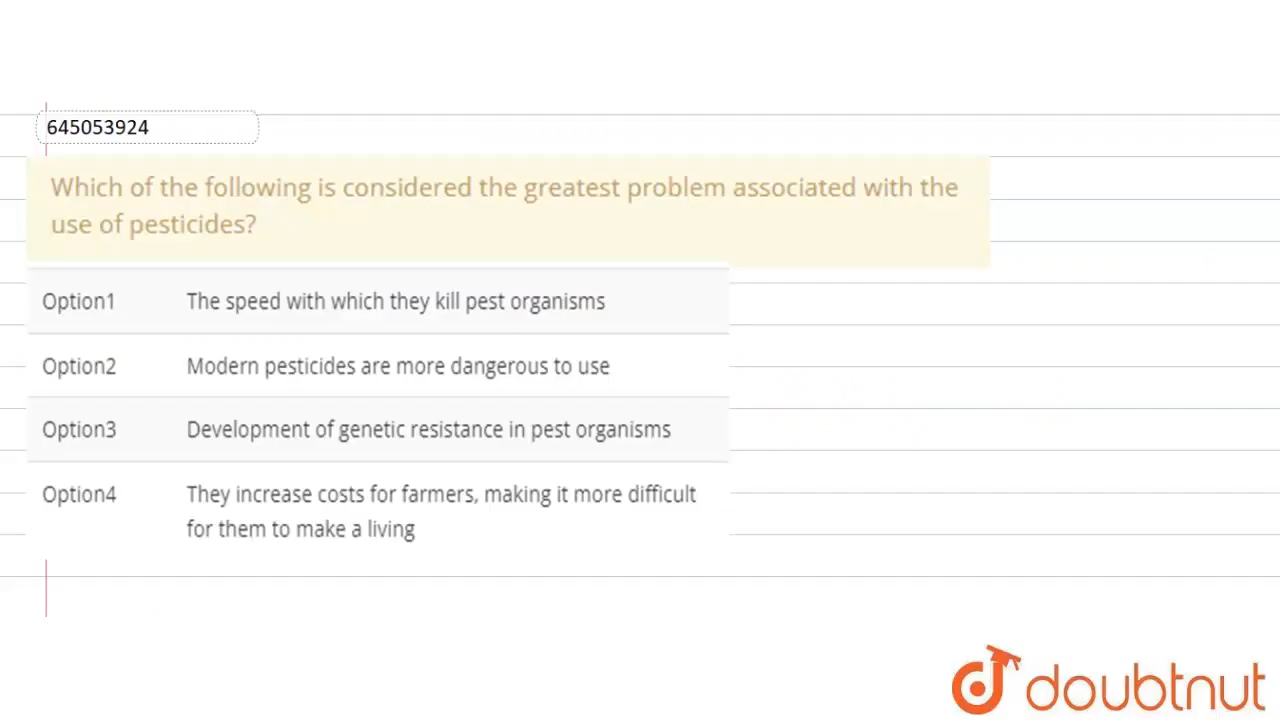 645053924
Which of the following is considered the greatest problem associated with the
use of pesticides?
Option1 The speed with which they kill pest organisms
Option2 Modern pesticides are more dangerous to use
Option3 Development of genetic resistance in pest organisms
Option4 They increase costs for farmers, making it more difficult
for them to make a living
doubtnut